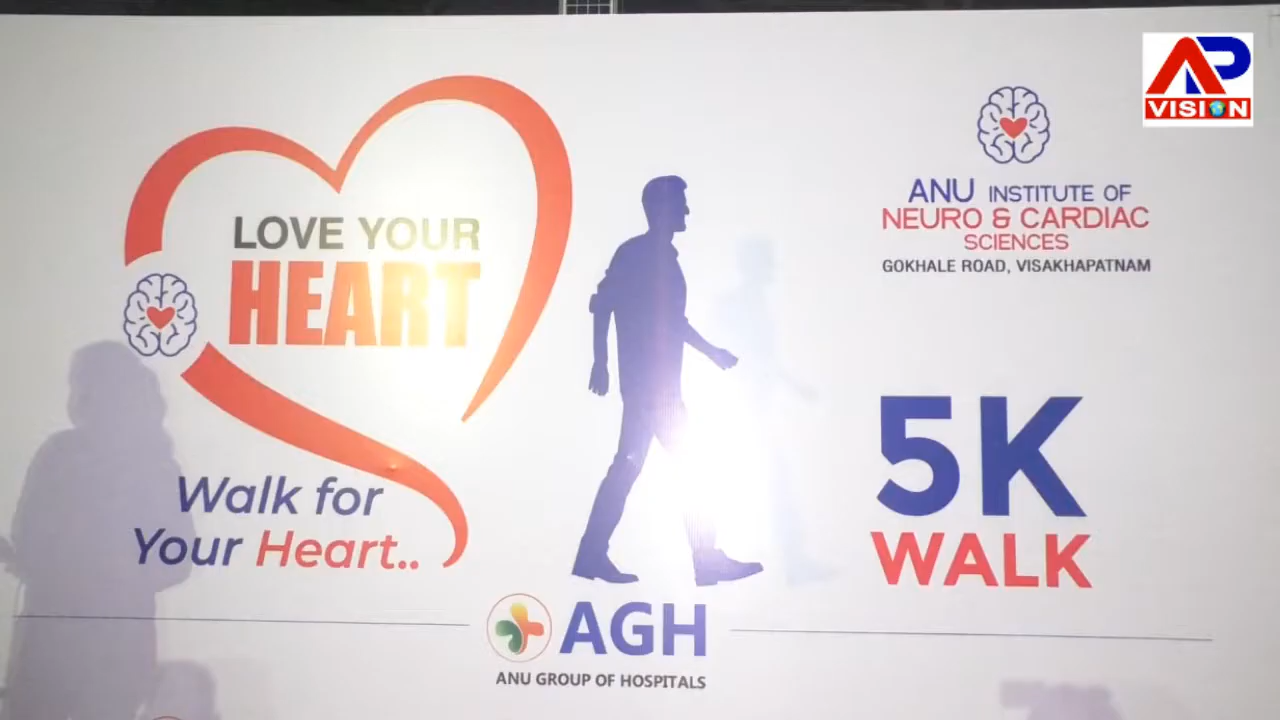 AP
VISION
ANU INSTITUTE OF
NEURO & CARDIAC
SCIENCES
GOKHALE ROAD, VISAKHAPATNAM
LOVE YOUR
HEART
Walk for
Your Heart..
5K
WALK
AGH
ANU GROUP OF HOSPITALS